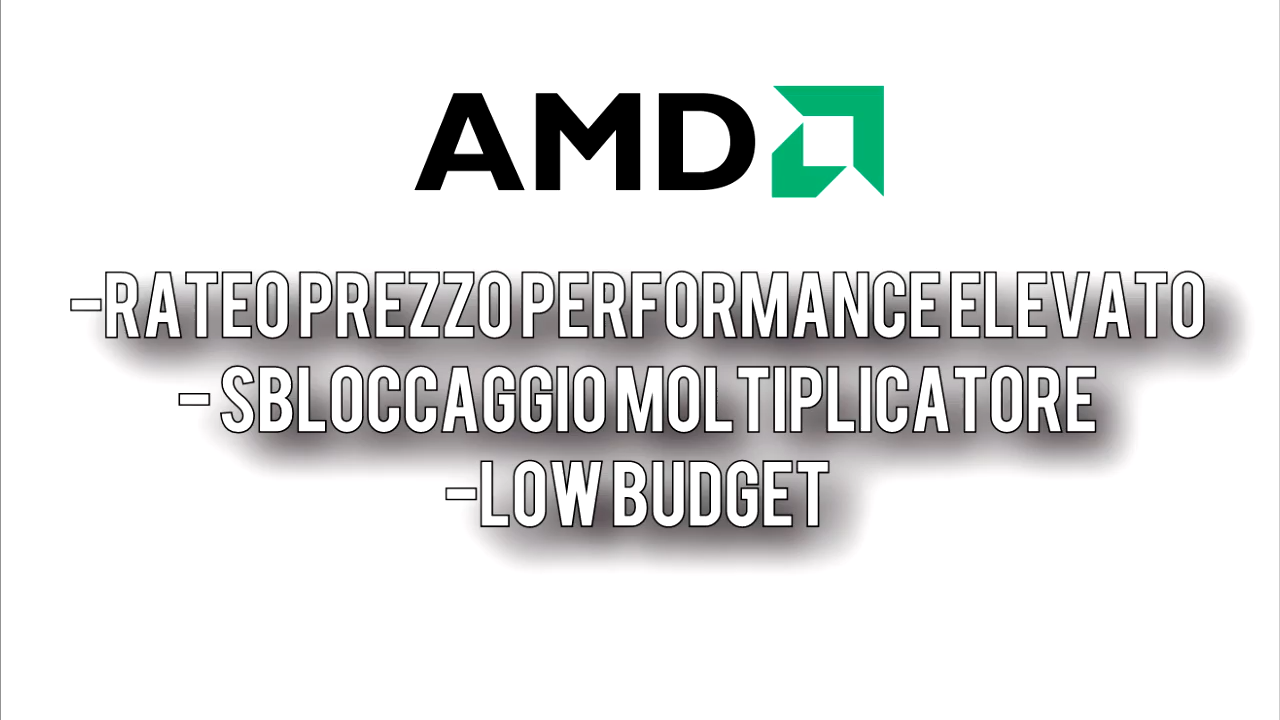 AMD
-RATEO PREZZO PERFORMANCE ELEVATO
- SBLOCCAGGIO MOLTIPLICATORE
-LOW BUDGET